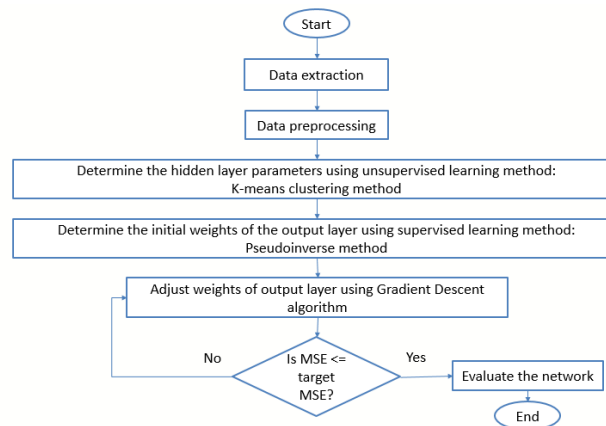 Start
Data extraction
Data preprocessing
Determine the hidden layer parameters using unsupervised learning method:
K-means clustering method
Determine the initial weights of the output layer using supervised learning method:
Pseudoinverse method
Adjust weights of output layer using Gradient Descent
algorithm
Is MSE <=
target
MSE?
No
Yes
Evaluate the network
End